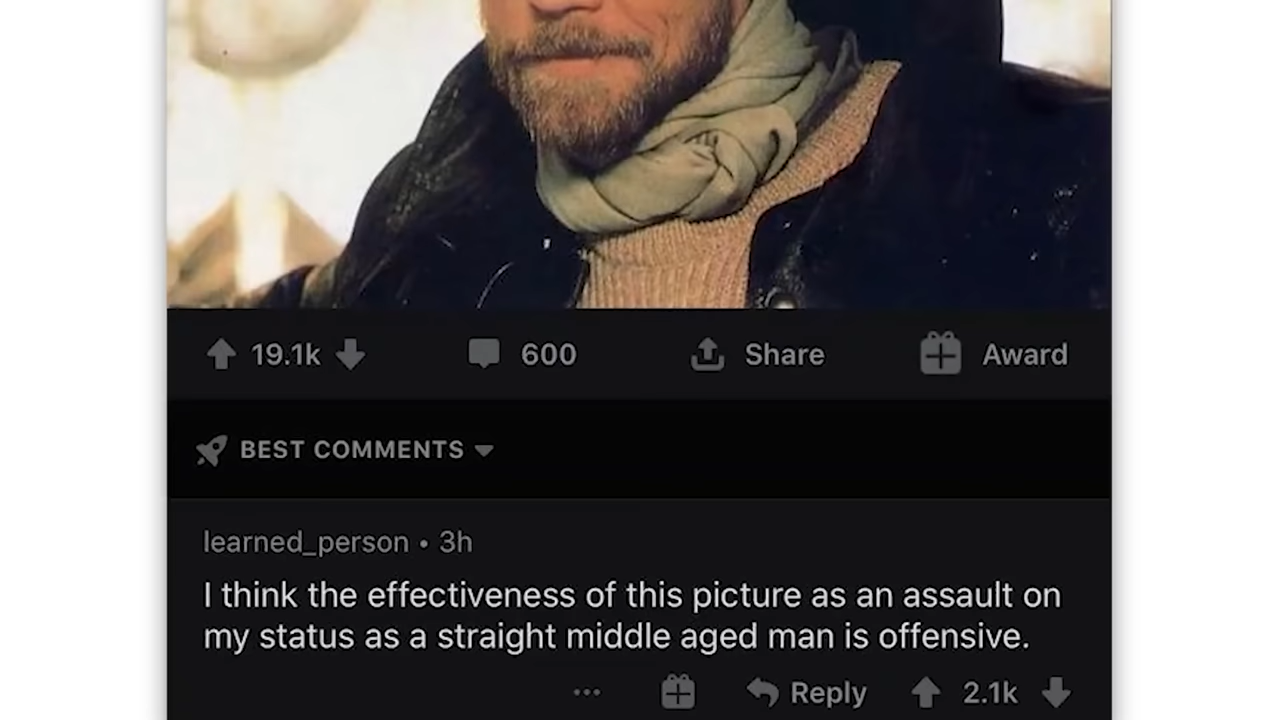 19.1k 600 Share Award
BEST COMMENTS
learned_person • 3h
I think the effectiveness of this picture as an assault on
my status as a straight middle aged man is offensive.
... Reply 2.1k